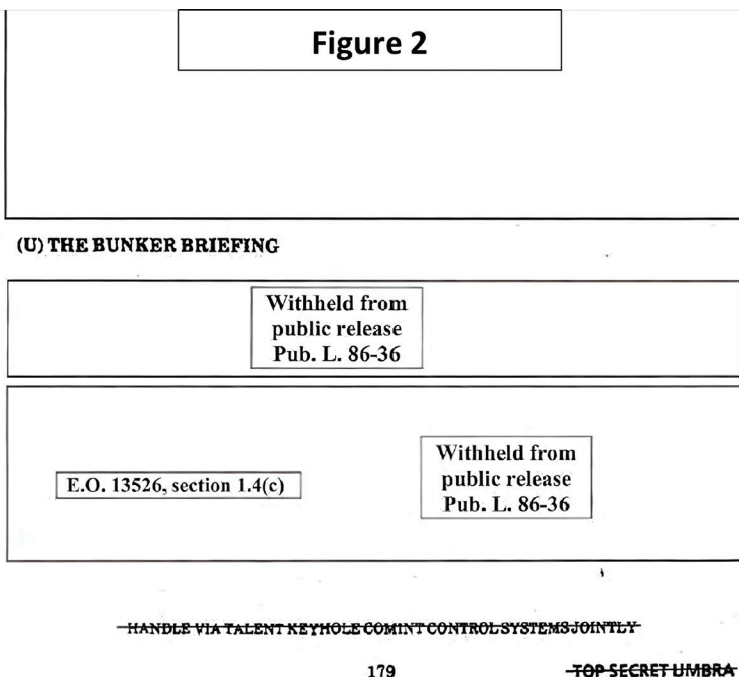 Figure 2
(U) THE BUNKER BRIEFING
Withheld from
public release
Pub. L. 86-36
E.O. 13526, section 1.4(c)
Withheld from
public release
Pub. L. 86-36
HANDLE VIA TALENT KEYHOLE COMINT CONTROL SYSTEMS JOINTLY
179
TOP SECRET UMBRA